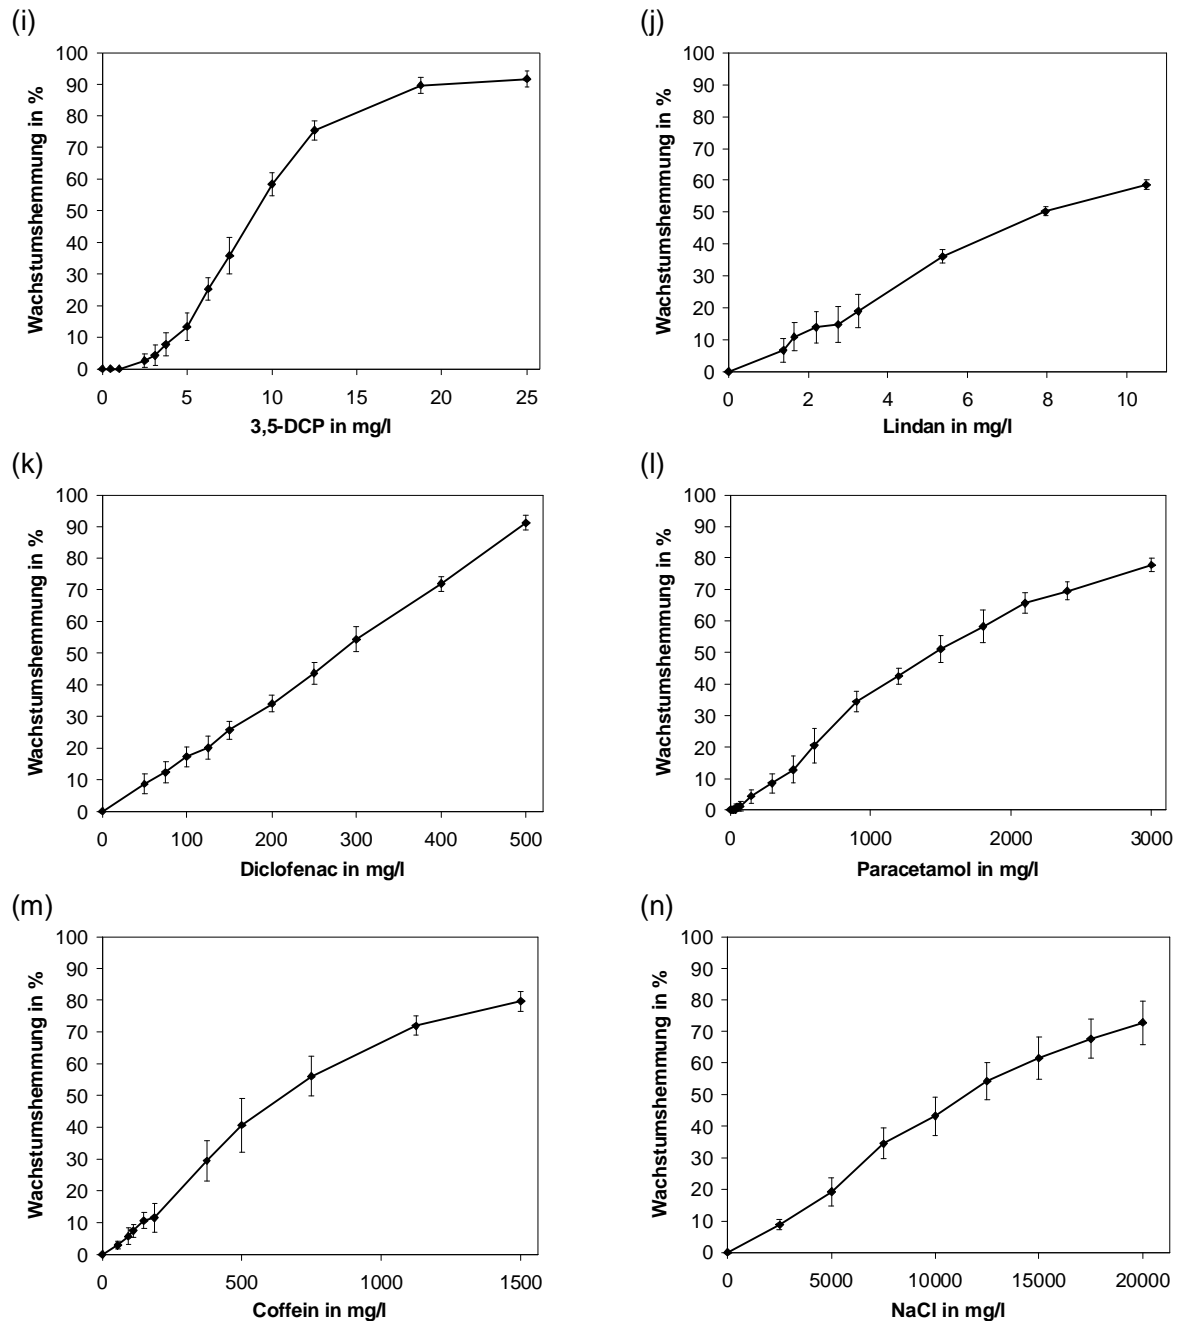 (i)
100
90
80
70
60
50
40
30
20
10
0
Wachstumshemmung in %
0 5 10 15 20 25
3,5-DCP in mg/l
(j)
100
90
80
70
60
50
40
30
20
10
0
Wachstumshemmung in %
0 2 4 6 8 10
Lindan in mg/l
(k)
100
90
80
70
60
50
40
30
20
10
0
Wachstumshemmung in %
0 100 200 300 400 500
Diclofenac in mg/l
(l)
100
90
80
70
60
50
40
30
20
10
0
Wachstumshemmung in %
0 1000 2000 3000
Paracetamol in mg/l
(m)
100
90
80
70
60
50
40
30
20
10
0
Wachstumshemmung in %
0 500 1000 1500
Coffein in mg/l
(n)
100
90
80
70
60
50
40
30
20
10
0
Wachstumshemmung in %
0 5000 10000 15000 20000
NaCl in mg/l